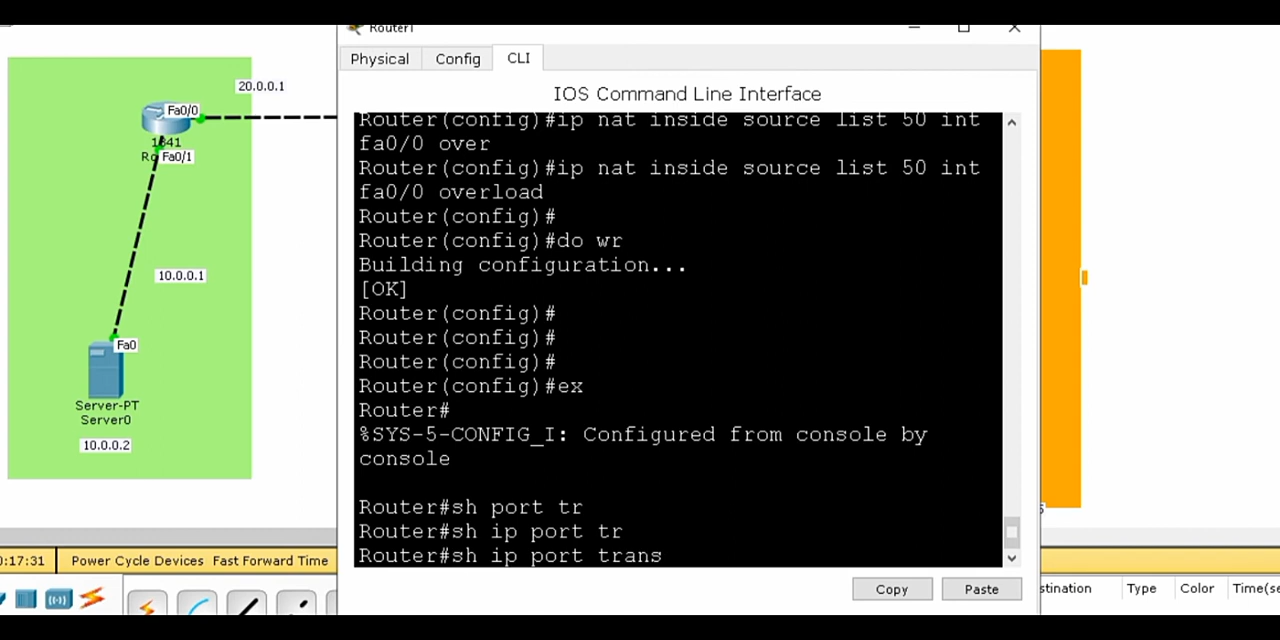 Router1
Physical
Config
CLI
IOS Command Line Interface
20.0.0.1
Fa0/0
1841
Ro
Fa0/1
10.0.0.1
Fa0
Server-PT
Server0
10.0.0.2
Router(config)#ip nat inside source list 50 int
fa0/0 over
Router(config)#ip nat inside source list 50 int
fa0/0 overload
Router(config)#
Router(config)#do wr
Building configuration...
[OK]
Router(config)#
Router(config)#
Router(config)#
Router(config)#ex
Router#
%SYS-5-CONFIG_I: Configured from console by
console
Router#sh port tr
Router#sh ip port tr
Router#sh ip port trans
Copy
Paste
:17:31
Power Cycle Devices
Fast Forward Time
stination
Type
Color
Time(se